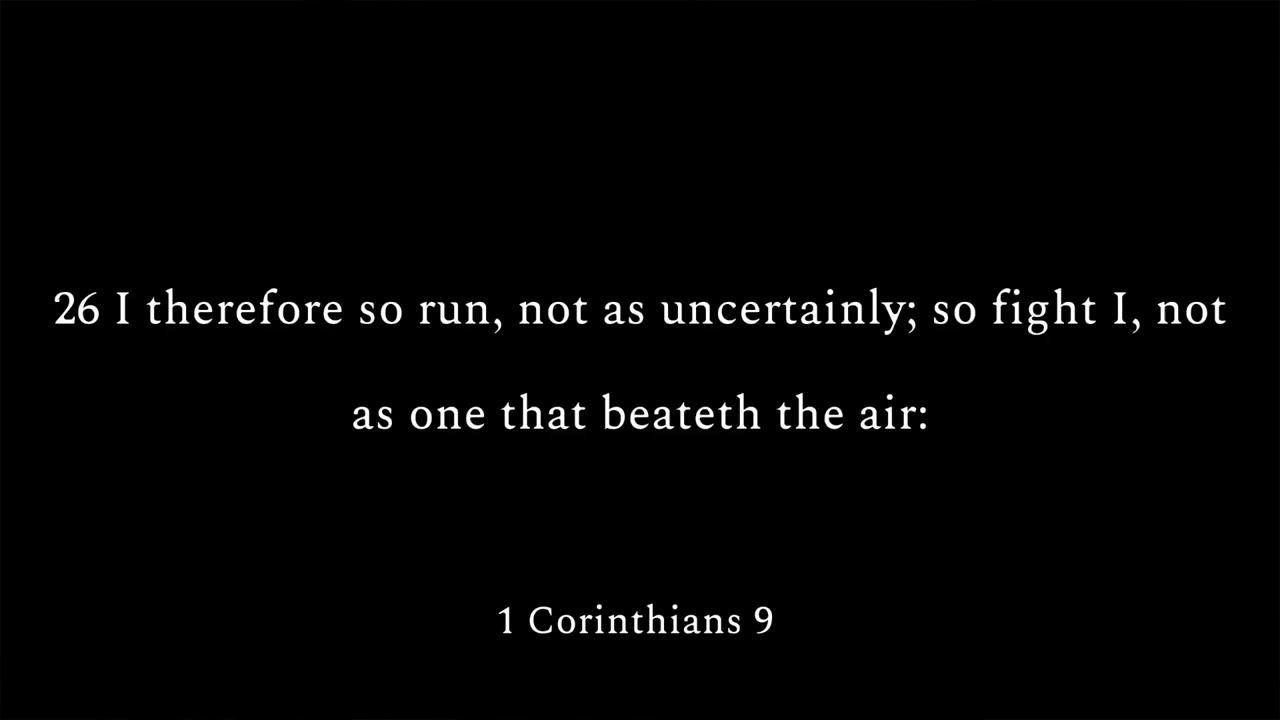 26 I therefore so run, not as uncertainly; so fight I, not
as one that beateth the air:
1 Corinthians 9